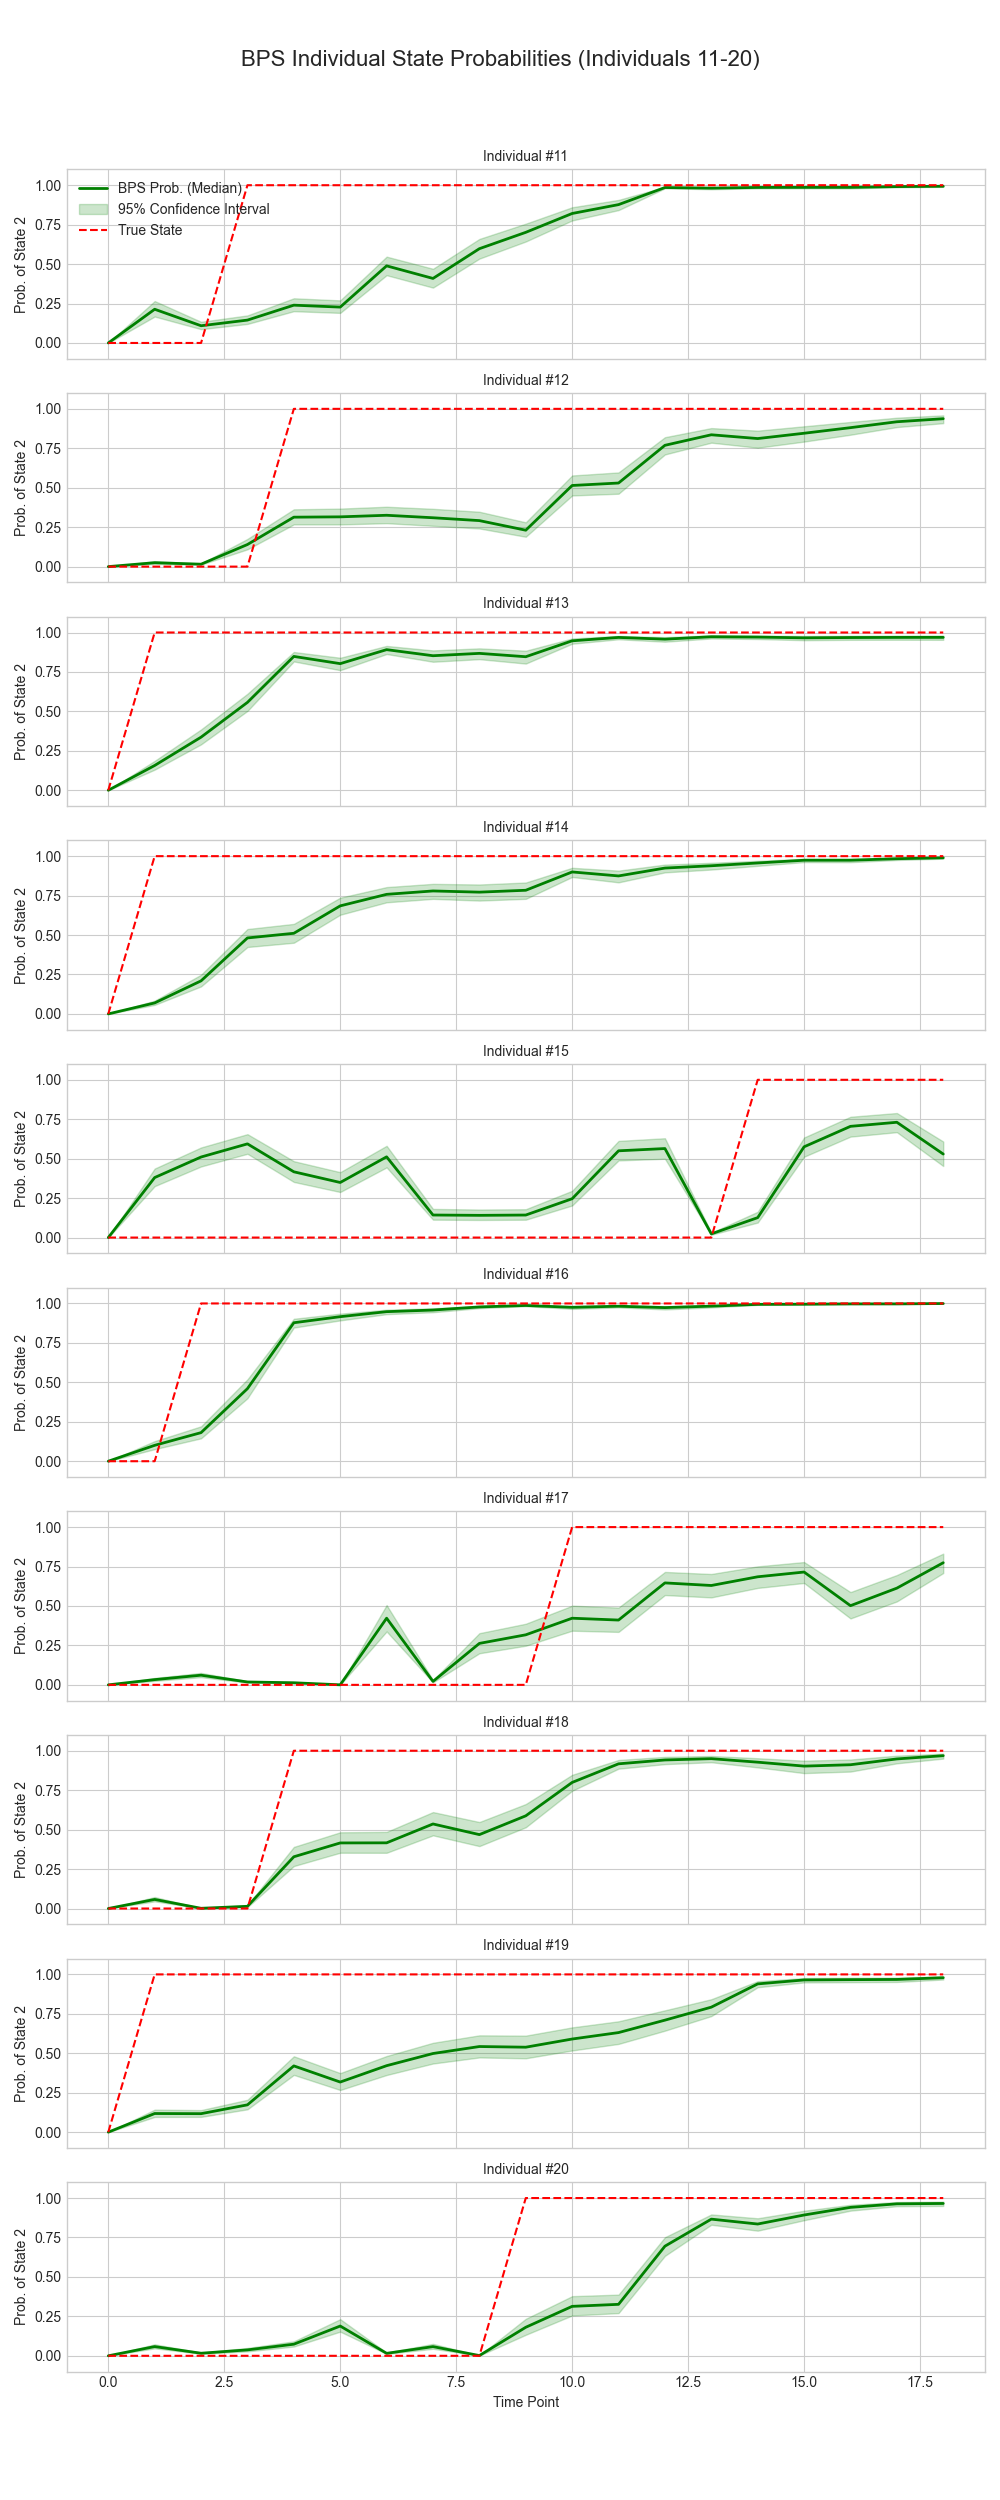 BPS Individual State Probabilities (Individuals 11-20)
Individual #11
BPS Prob. (Median)
95% Confidence Interval
True State
Prob. of State 2
1.00
0.75
0.50
0.25
0.00
Individual #12
Prob. of State 2
1.00
0.75
0.50
0.25
0.00
Individual #13
Prob. of State 2
1.00
0.75
0.50
0.25
0.00
Individual #14
Prob. of State 2
1.00
0.75
0.50
0.25
0.00
Individual #15
Prob. of State 2
1.00
0.75
0.50
0.25
0.00
Individual #16
Prob. of State 2
1.00
0.75
0.50
0.25
0.00
Individual #17
Prob. of State 2
1.00
0.75
0.50
0.25
0.00
Individual #18
Prob. of State 2
1.00
0.75
0.50
0.25
0.00
Individual #19
Prob. of State 2
1.00
0.75
0.50
0.25
0.00
Individual #20
Prob. of State 2
1.00
0.75
0.50
0.25
0.00
0.0 2.5 5.0 7.5 10.0 12.5 15.0 17.5
Time Point